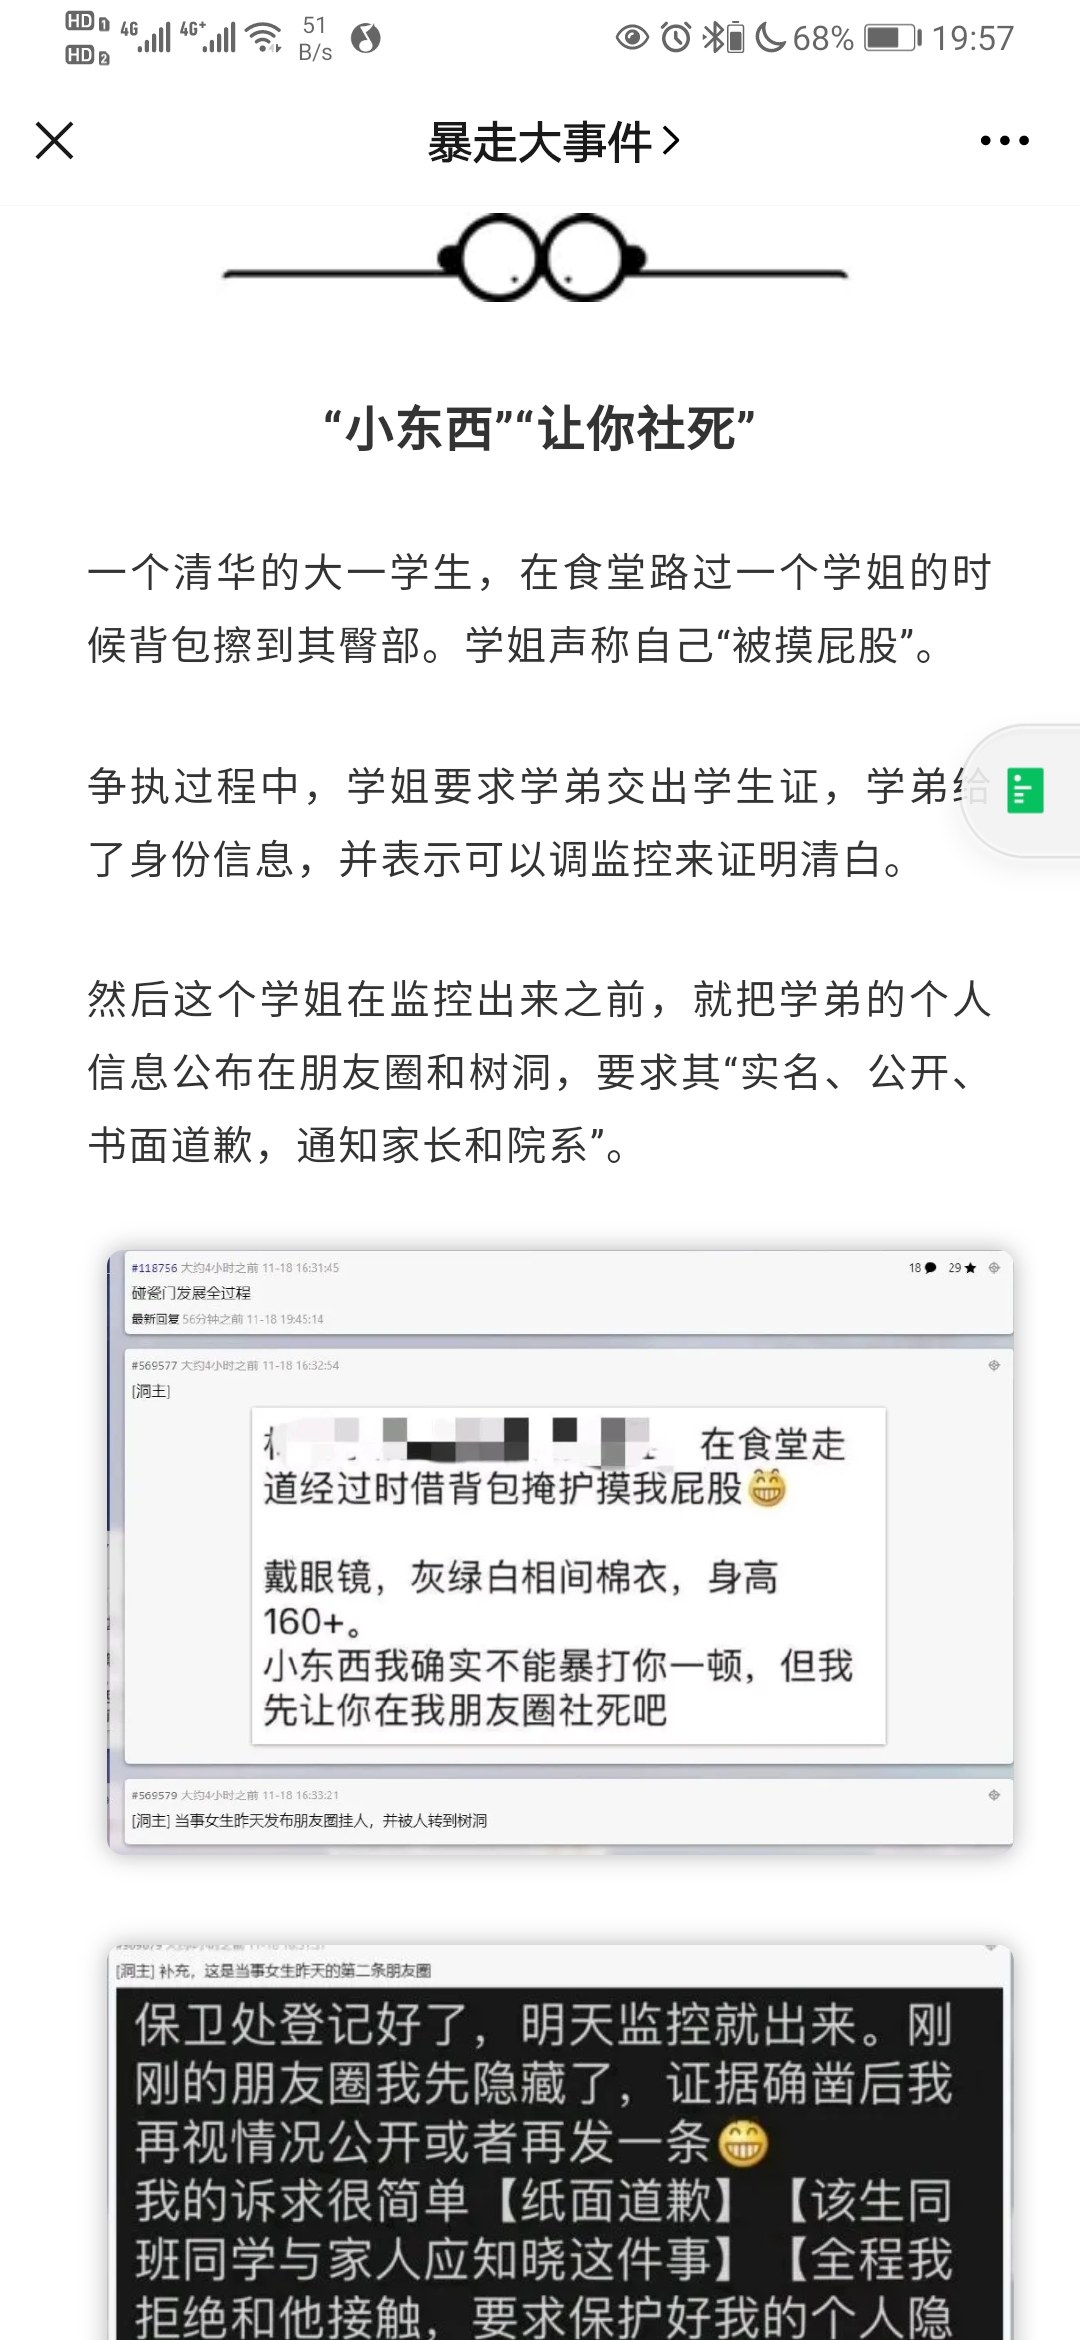 HD 1 4G 4G+ 51 68% 19:57
HD 2 B/s
暴走大事件
“小东西”“让你社死”
一个清华的大一学生，在食堂路过一个学姐的时
候背包擦到其臀部。学姐声称自己“被摸屁股”。
争执过程中，学姐要求学弟交出学生证，学弟给
了身份信息，并表示可以调监控来证明清白。
然后这个学姐在监控出来之前，就把学弟的个人
信息公布在朋友圈和树洞，要求其“实名、公开、
书面道歉，通知家长和院系”。
#118756 大约4小时之前 11-18 16:31:45 18 29
碰瓷门发展全过程
最新回复 56分钟之前 11-18 19:45:14
#569577 大约4小时之前 11-18 16:32:54
[洞主]
在食堂走
道经过时借背包掩护摸我屁股😁
戴眼镜，灰绿白相间棉衣，身高
160+。
小东西我确实不能暴打你一顿，但我
先让你在我朋友圈社死吧
#569579 大约4小时之前 11-18 16:33:21
[洞主] 当事女生昨天发布朋友圈挂人，并被人转到树洞
[洞主] 补充，这是当事女生昨天的第二条朋友圈
保卫处登记好了，明天监控就出来。刚
刚的朋友圈我先隐藏了，证据确凿后我
再视情况公开或者再发一条😁
我的诉求很简单【纸面道歉】【该生同
班同学与家人应知晓这件事】【全程我
拒绝和他接触，要求保护好我的个人隐